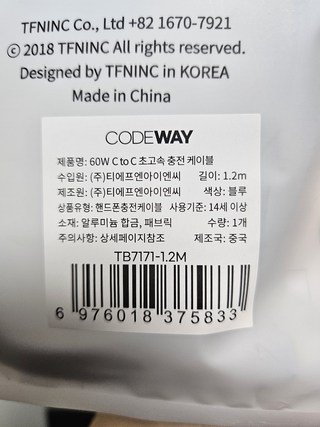 TFNINC Co., Ltd +82 1670-7921
ⓒ 2018 TFNINC All rights reserved.
Designed by TFNINC in KOREA
Made in China
CODEWAY
제품명: 60W C to C 초고속 충전 케이블
수입원: (주)티에프엔아이엔씨 길이: 1.2m
제조원: (주)티에프엔아이엔씨 색상: 블루
상품유형: 핸드폰충전케이블 사용기준: 14세 이상
소재: 알루미늄 합금, 패브릭 수량: 1개
주의사항: 상세페이지참조 제조국: 중국
TB7171-1.2M
6 976018 375833